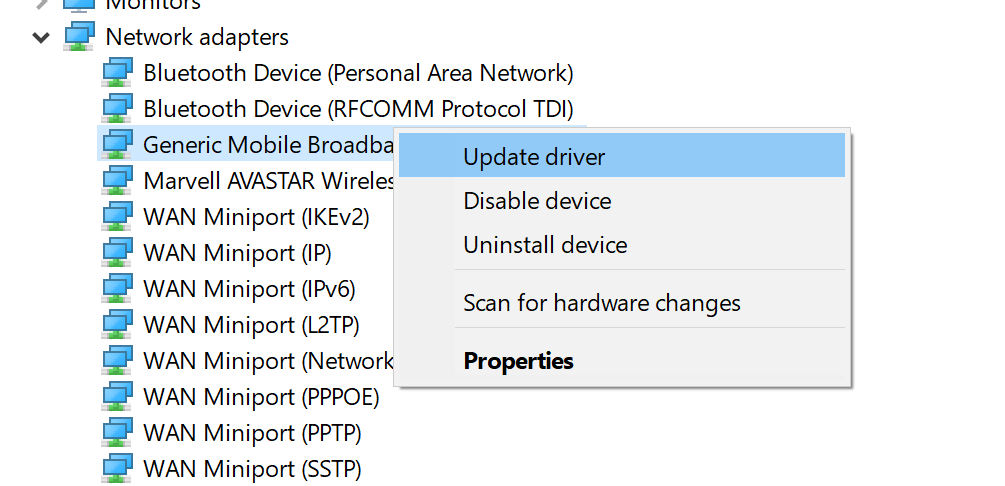 Monitors
Network adapters
Bluetooth Device (Personal Area Network)
Bluetooth Device (RFCOMM Protocol TDI)
Generic Mobile Broadba
Update driver
Marvell AVASTAR Wireles
Disable device
WAN Miniport (IKEv2)
Uninstall device
WAN Miniport (IP)
WAN Miniport (IPv6)
Scan for hardware changes
WAN Miniport (L2TP)
WAN Miniport (Network
Properties
WAN Miniport (PPPOE)
WAN Miniport (PPTP)
WAN Miniport (SSTP)